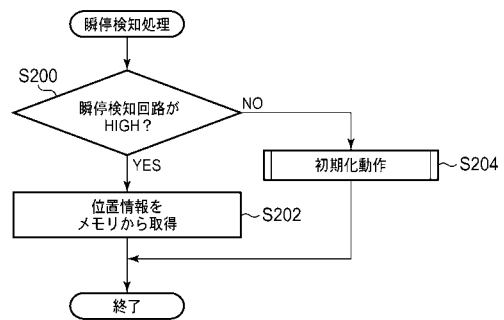 瞬停検知処理
S200
瞬停検知回路が
HIGH?
NO
YES
初期化動作
S204
位置情報を
メモリから取得
S202
終了